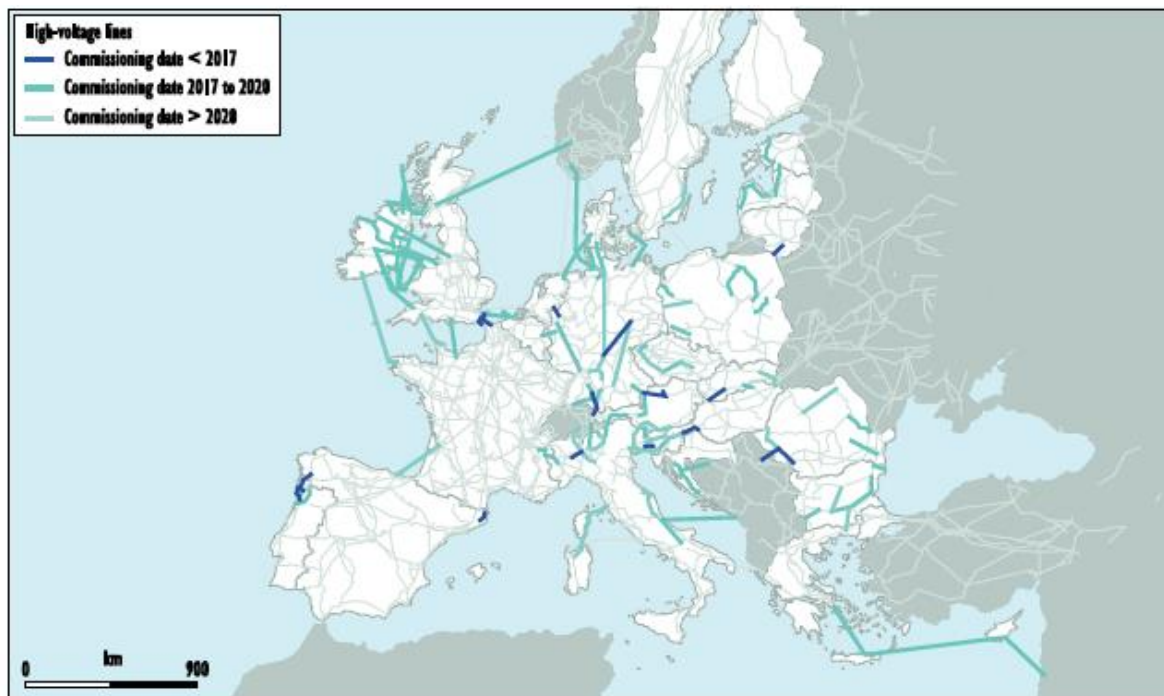 High-voltage lines
Commissioning date < 2017
Commissioning date 2017 to 2020
Commissioning date > 2020
km
0 900